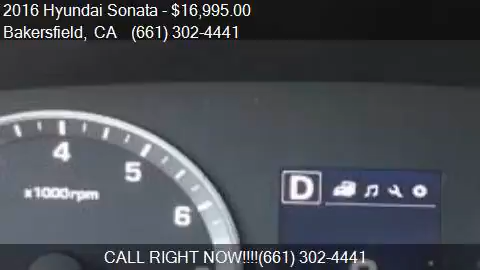 2016 Hyundai Sonata - $16,995.00
Bakersfield, CA (661) 302-4441
4
5
x1000rpm
6
D
CALL RIGHT NOW!!!!(661) 302-4441